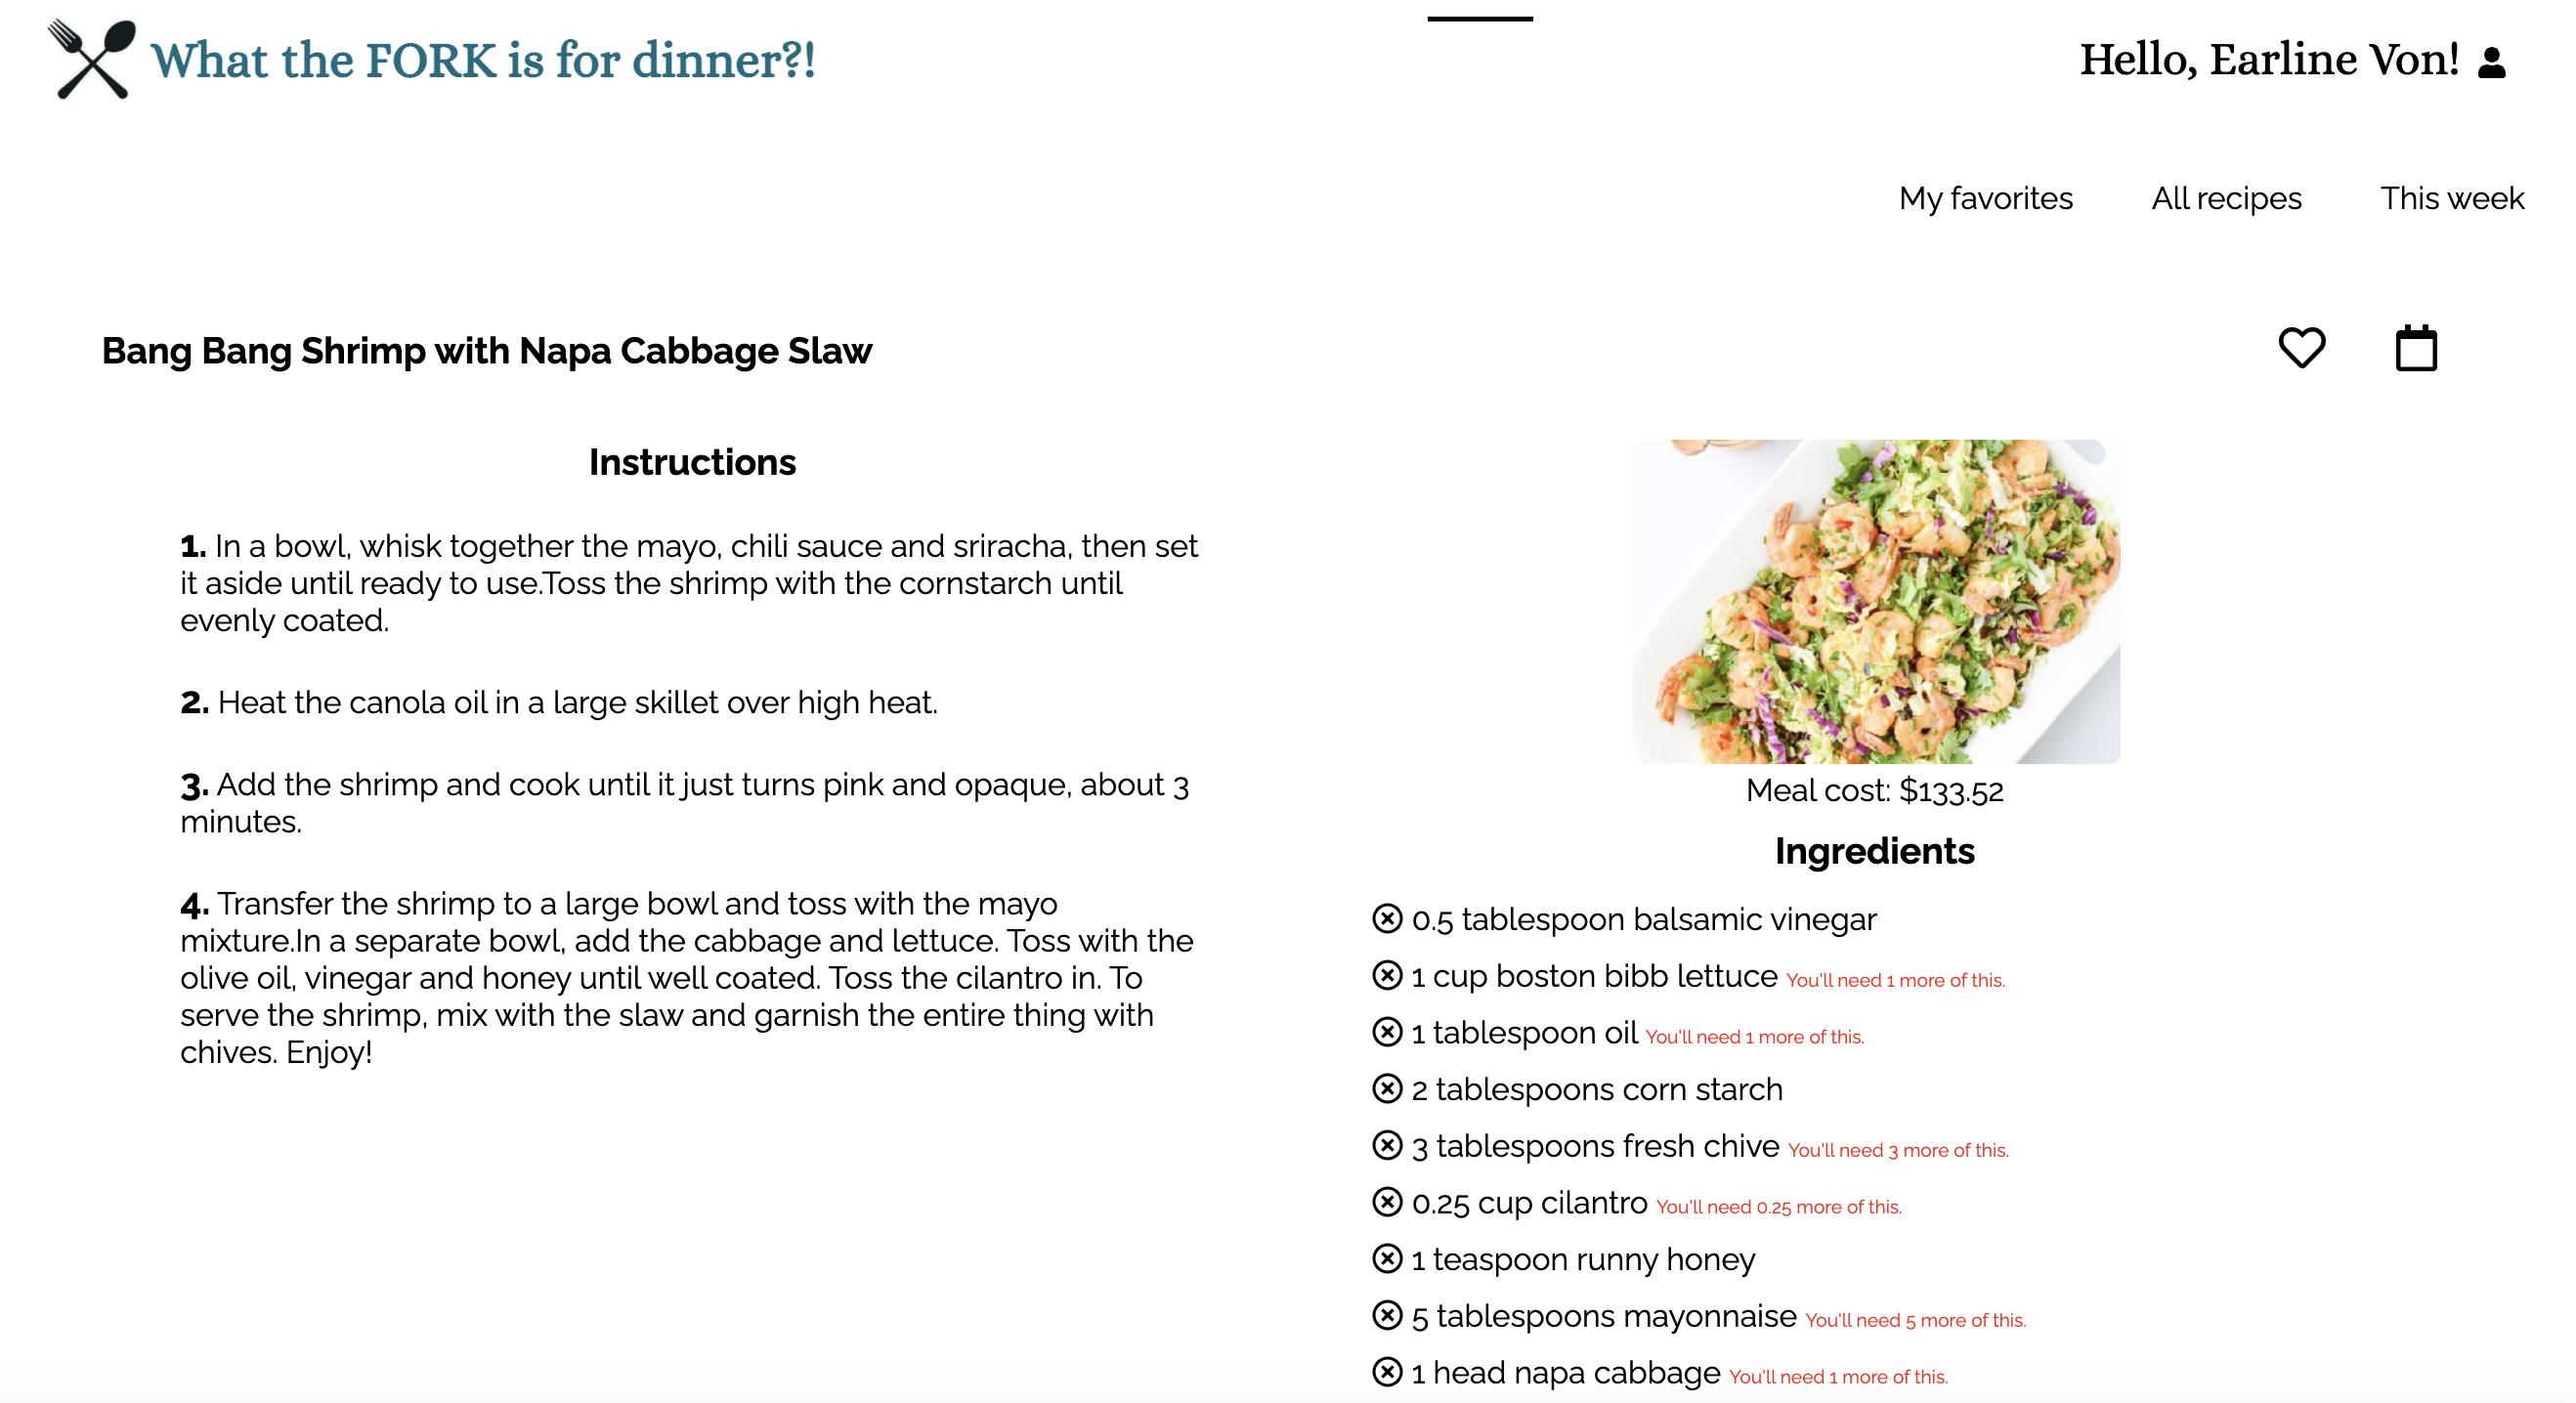 What the FORK is for dinner?!
Hello, Earline Von!
My favorites
All recipes
This week
Bang Bang Shrimp with Napa Cabbage Slaw
Instructions
1. In a bowl, whisk together the mayo, chili sauce and sriracha, then set
it aside until ready to use.Toss the shrimp with the cornstarch until
evenly coated.
2. Heat the canola oil in a large skillet over high heat.
3. Add the shrimp and cook until it just turns pink and opaque, about 3
minutes.
4. Transfer the shrimp to a large bowl and toss with the mayo
mixture.In a separate bowl, add the cabbage and lettuce. Toss with the
olive oil, vinegar and honey until well coated. Toss the cilantro in. To
serve the shrimp, mix with the slaw and garnish the entire thing with
chives. Enjoy!
Meal cost: $133.52
Ingredients
0.5 tablespoon balsamic vinegar
1 cup boston bibb lettuce You'll need 1 more of this.
1 tablespoon oil You'll need 1 more of this.
2 tablespoons corn starch
3 tablespoons fresh chive You'll need 3 more of this.
0.25 cup cilantro You'll need 0.25 more of this.
1 teaspoon runny honey
5 tablespoons mayonnaise You'll need 5 more of this.
1 head napa cabbage You'll need 1 more of this.